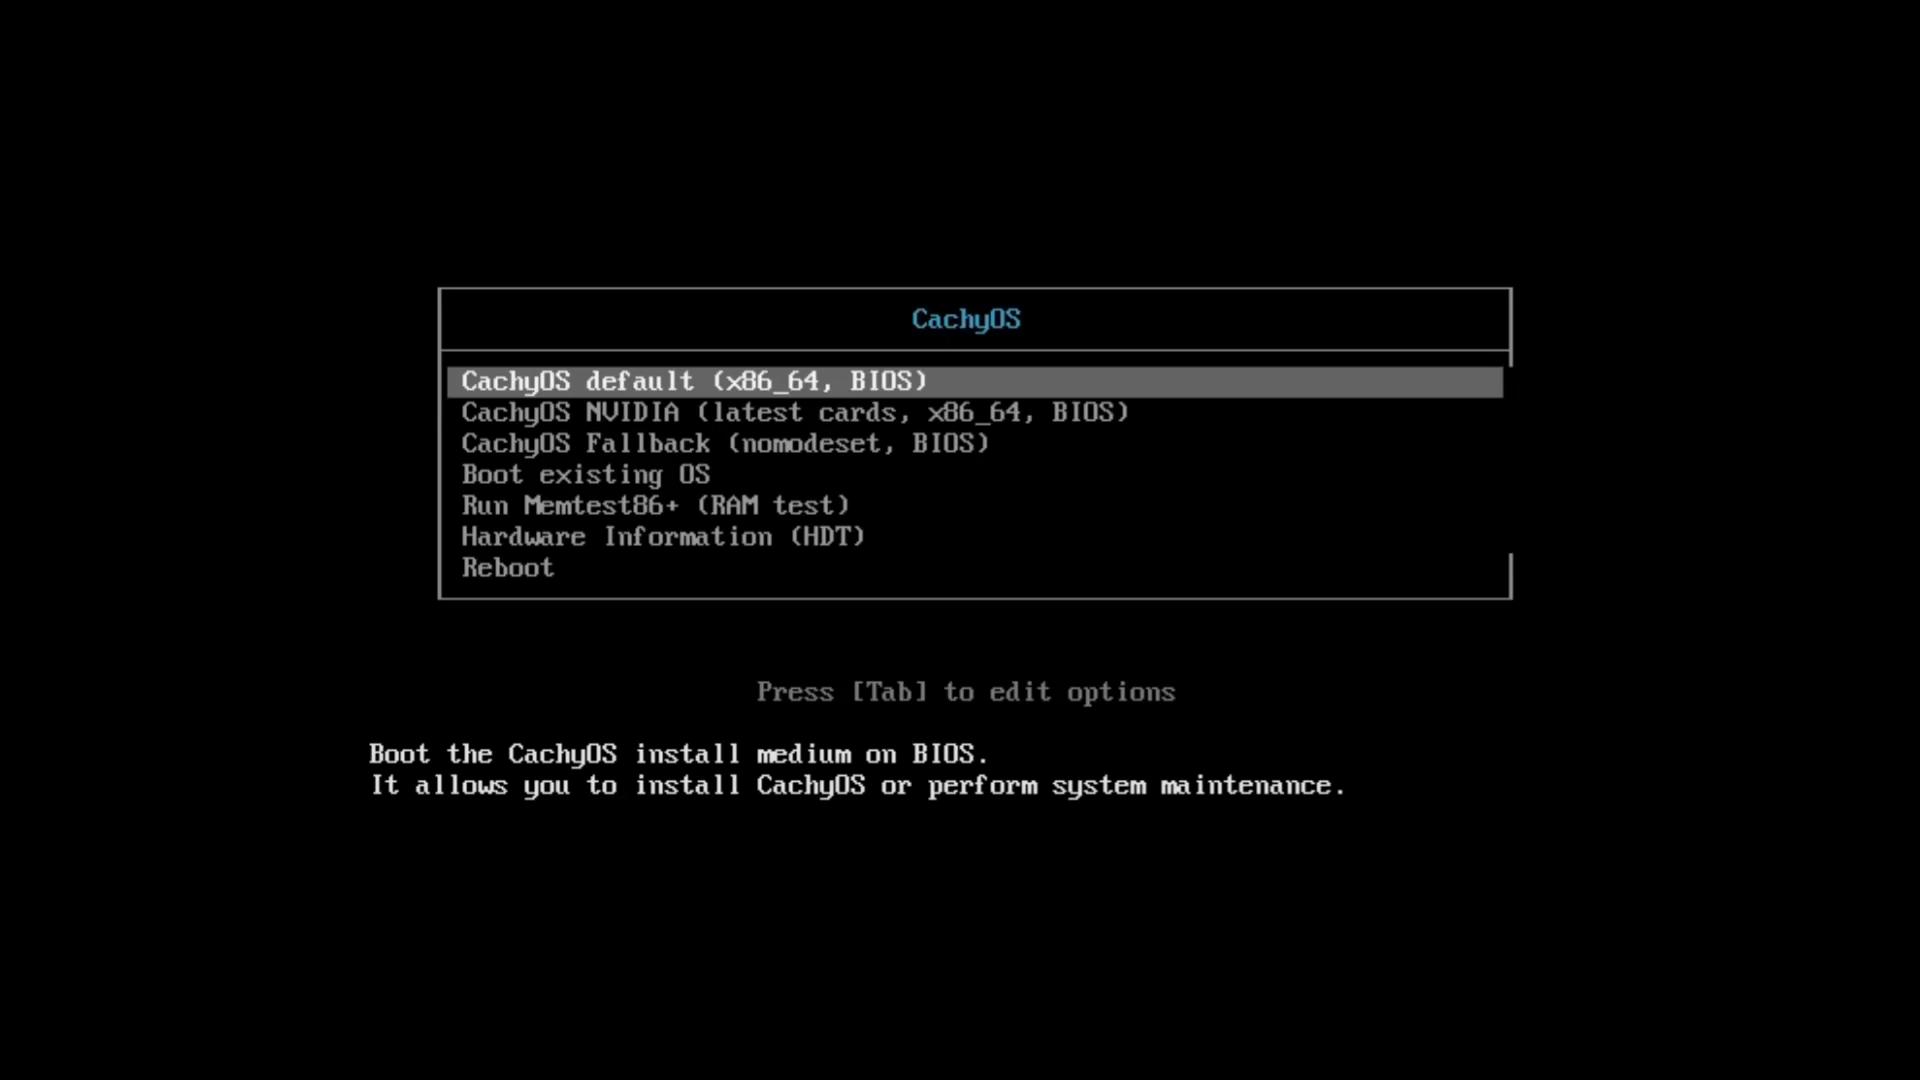 CachyOS
CachyOS default (x86_64, BIOS)
CachyOS NVIDIA (latest cards, x86_64, BIOS)
CachyOS Fallback (nomodeset, BIOS)
Boot existing OS
Run Memtest86+ (RAM test)
Hardware Information (HDT)
Reboot
Press [Tab] to edit options
Boot the CachyOS install medium on BIOS.
It allows you to install CachyOS or perform system maintenance.